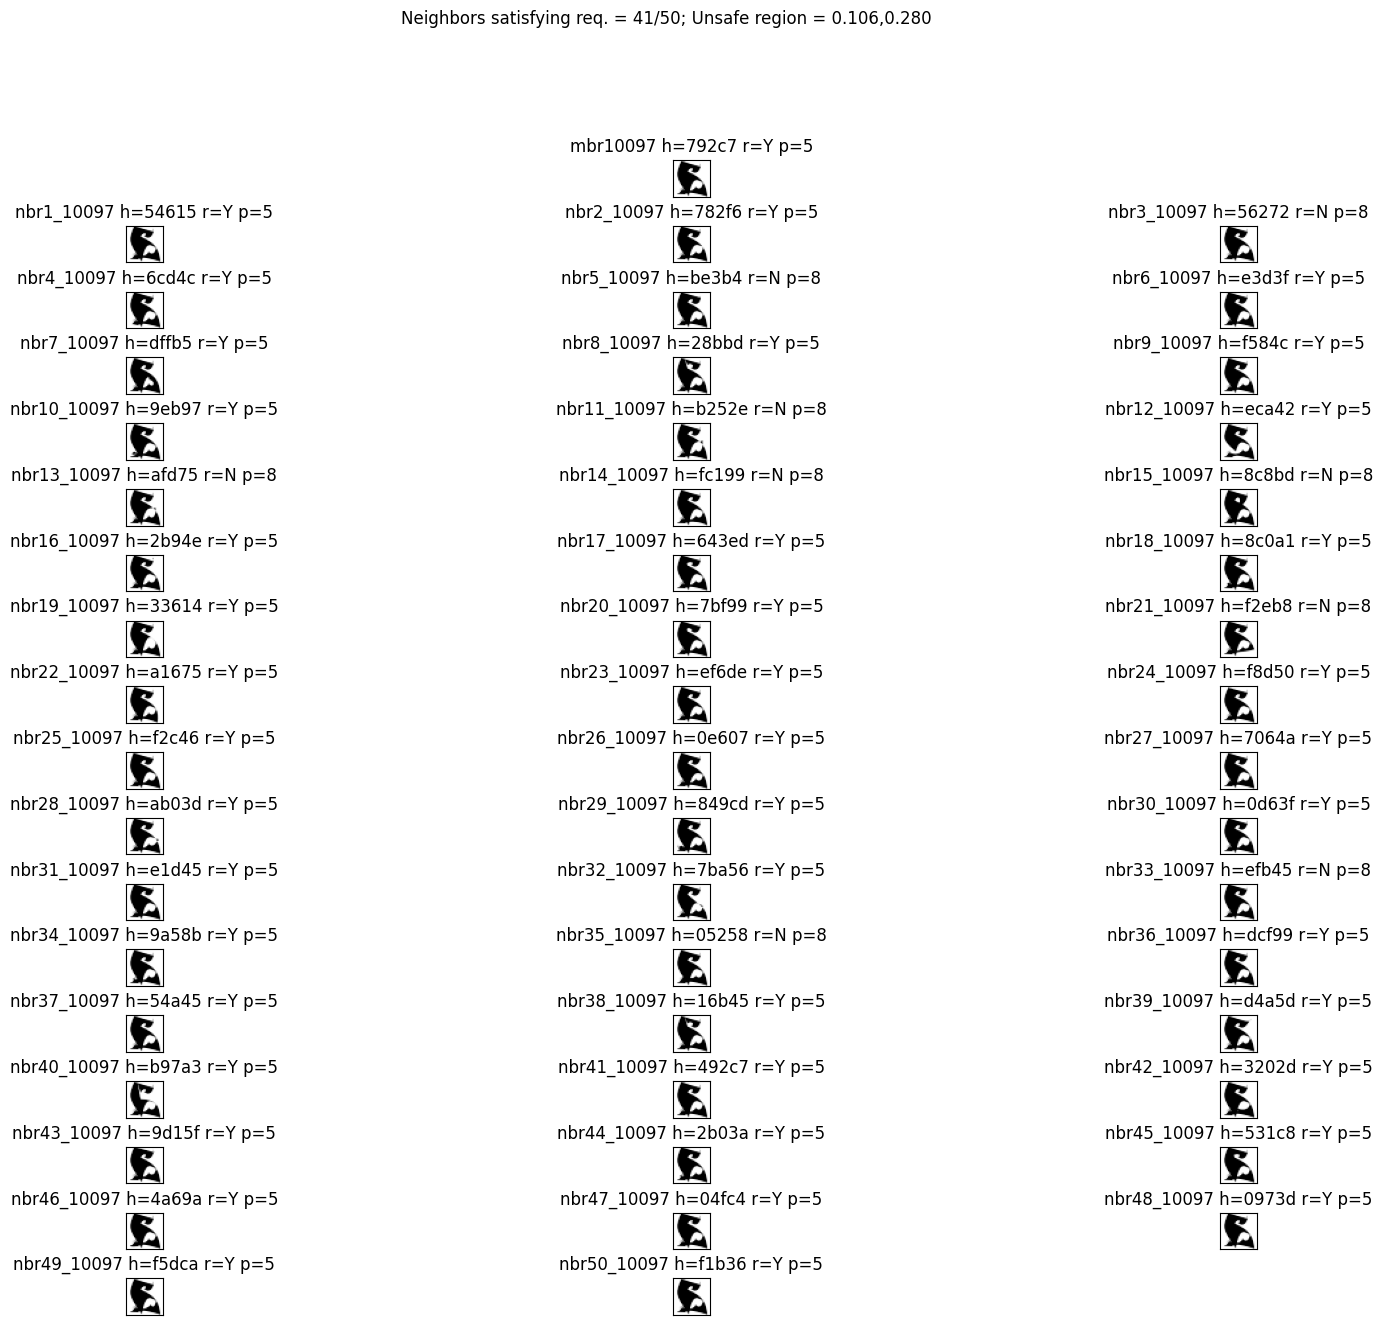 Neighbors satisfying req. = 41/50; Unsafe region = 0.106,0.280
mbr10097 h=792c7 r=Y p=5
nbr1_10097 h=54615 r=Y p=5
nbr2_10097 h=782f6 r=Y p=5
nbr3_10097 h=56272 r=N p=8
nbr4_10097 h=6cd4c r=Y p=5
nbr5_10097 h=be3b4 r=N p=8
nbr6_10097 h=e3d3f r=Y p=5
nbr7_10097 h=dffb5 r=Y p=5
nbr8_10097 h=28bbd r=Y p=5
nbr9_10097 h=f584c r=Y p=5
nbr10_10097 h=9eb97 r=Y p=5
nbr11_10097 h=b252e r=N p=8
nbr12_10097 h=eca42 r=Y p=5
nbr13_10097 h=afd75 r=N p=8
nbr14_10097 h=fc199 r=N p=8
nbr15_10097 h=8c8bd r=N p=8
nbr16_10097 h=2b94e r=Y p=5
nbr17_10097 h=643ed r=Y p=5
nbr18_10097 h=8c0a1 r=Y p=5
nbr19_10097 h=33614 r=Y p=5
nbr20_10097 h=7bf99 r=Y p=5
nbr21_10097 h=f2eb8 r=N p=8
nbr22_10097 h=a1675 r=Y p=5
nbr23_10097 h=ef6de r=Y p=5
nbr24_10097 h=f8d50 r=Y p=5
nbr25_10097 h=f2c46 r=Y p=5
nbr26_10097 h=0e607 r=Y p=5
nbr27_10097 h=7064a r=Y p=5
nbr28_10097 h=ab03d r=Y p=5
nbr29_10097 h=849cd r=Y p=5
nbr30_10097 h=0d63f r=Y p=5
nbr31_10097 h=e1d45 r=Y p=5
nbr32_10097 h=7ba56 r=Y p=5
nbr33_10097 h=efb45 r=N p=8
nbr34_10097 h=9a58b r=Y p=5
nbr35_10097 h=05258 r=N p=8
nbr36_10097 h=dcf99 r=Y p=5
nbr37_10097 h=54a45 r=Y p=5
nbr38_10097 h=16b45 r=Y p=5
nbr39_10097 h=d4a5d r=Y p=5
nbr40_10097 h=b97a3 r=Y p=5
nbr41_10097 h=492c7 r=Y p=5
nbr42_10097 h=3202d r=Y p=5
nbr43_10097 h=9d15f r=Y p=5
nbr44_10097 h=2b03a r=Y p=5
nbr45_10097 h=531c8 r=Y p=5
nbr46_10097 h=4a69a r=Y p=5
nbr47_10097 h=04fc4 r=Y p=5
nbr48_10097 h=0973d r=Y p=5
nbr49_10097 h=f5dca r=Y p=5
nbr50_10097 h=f1b36 r=Y p=5